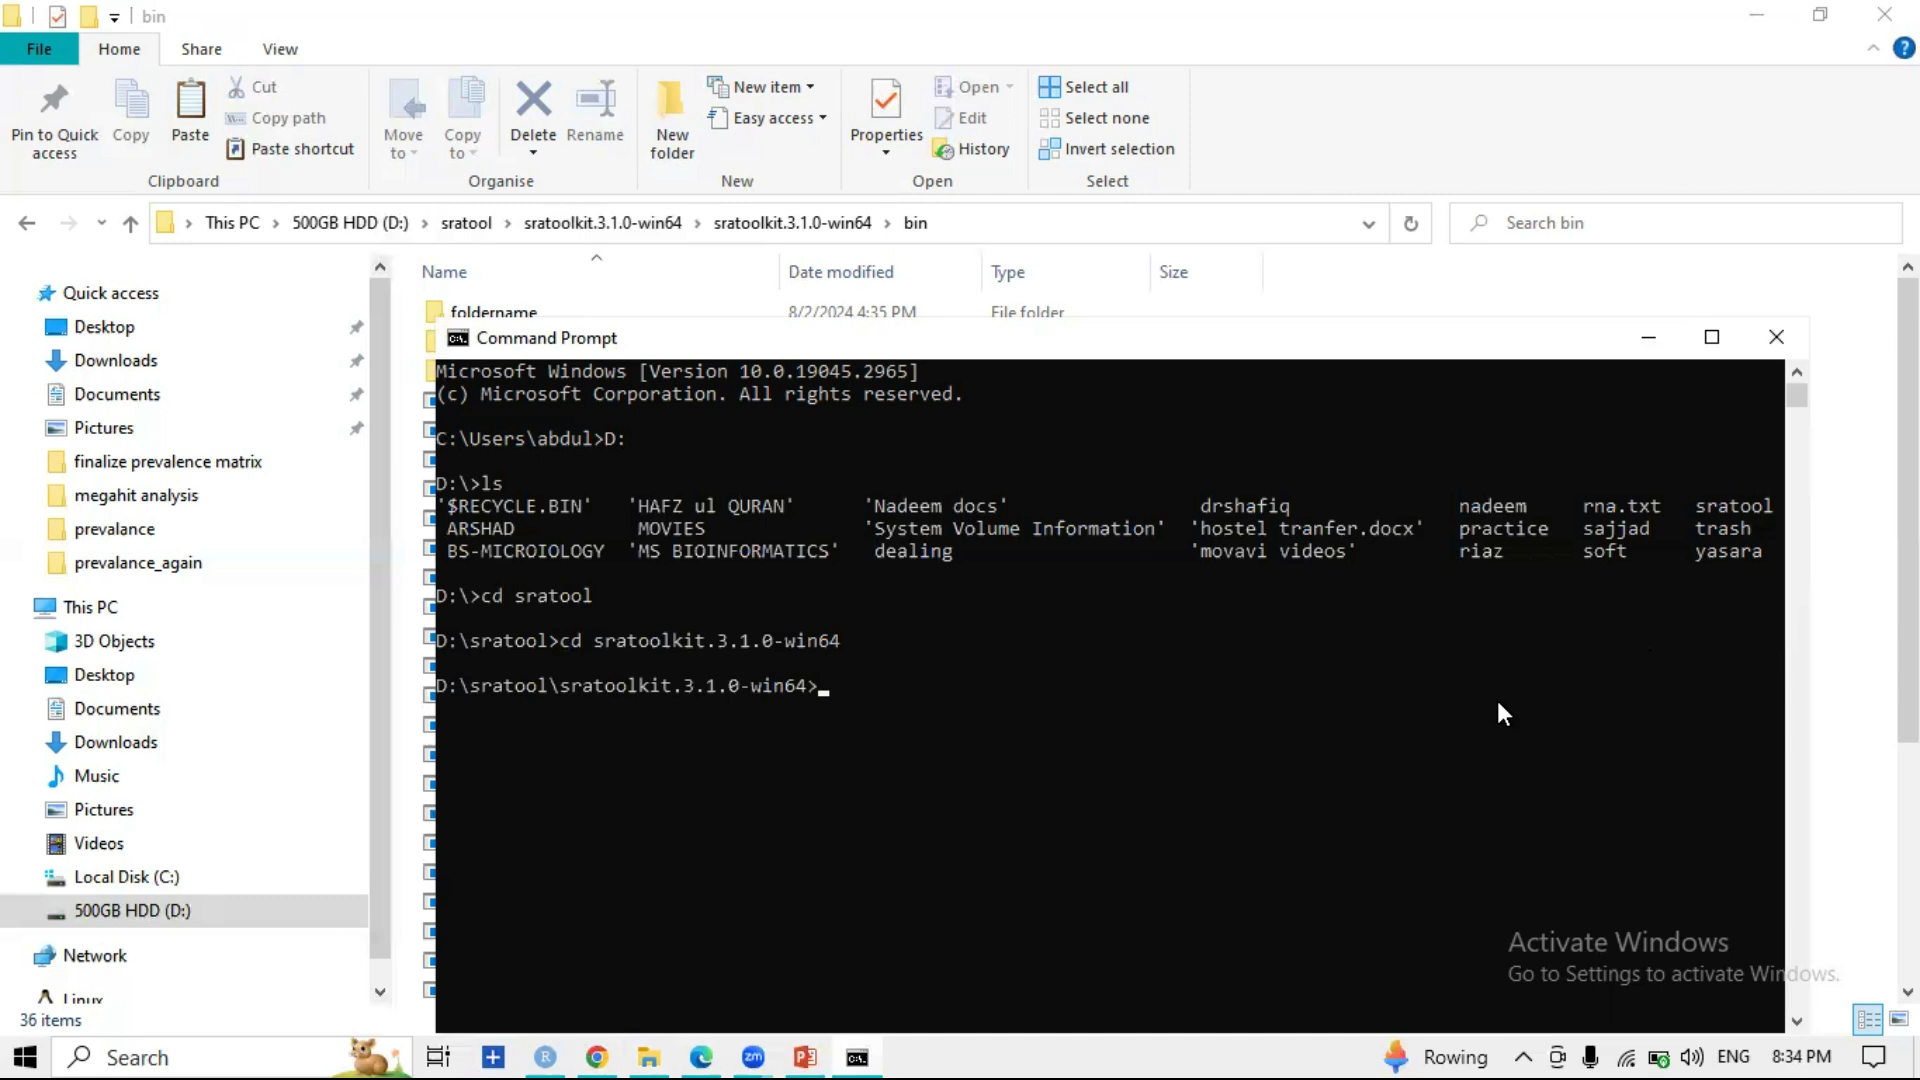 bin
File Home Share View
Pin to Quick access
Copy
Paste
Cut
Copy path
Paste shortcut
Clipboard
Move to
Copy to
Delete
Rename
Organise
New folder
New item
Easy access
New
Properties
Open
Edit
History
Open
Select all
Select none
Invert selection
Select
This PC > 500GB HDD (D:) > sratool > sratoolkit.3.1.0-win64 > sratoolkit.3.1.0-win64 > bin
Search bin
Name Date modified Type Size
foldername 8/2/2024 4:35 PM File folder
Quick access
Desktop
Downloads
Documents
Pictures
finalize prevalence matrix
megahit analysis
prevalance
prevalance_again
This PC
3D Objects
Desktop
Documents
Downloads
Music
Pictures
Videos
Local Disk (C:)
500GB HDD (D:)
Network
Linux
36 items
Command Prompt
Microsoft Windows [Version 10.0.19045.2965]
(c) Microsoft Corporation. All rights reserved.
C:\Users\abdul>D:
D:\>ls
'$RECYCLE.BIN' 'HAFZ ul QURAN' 'Nadeem docs' drshafiq nadeem rna.txt sratool
ARSHAD MOVIES 'System Volume Information' 'hostel tranfer.docx' practice sajjad trash
BS-MICROIOLOGY 'MS BIOINFORMATICS' dealing 'movavi videos' riaz soft yasara
D:\>cd sratool
D:\sratool>cd sratoolkit.3.1.0-win64
D:\sratool\sratoolkit.3.1.0-win64>
Activate Windows
Go to Settings to activate Windows.
Search
Rowing
ENG
8:34 PM